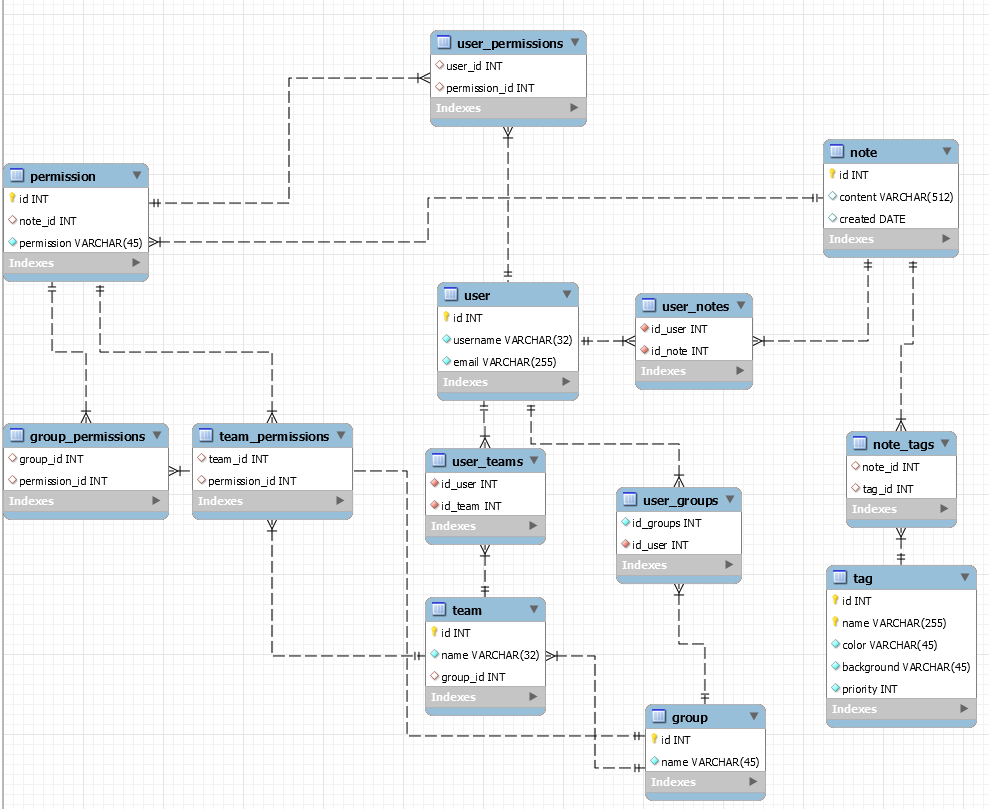 user_permissions
user_id INT
permission_id INT
Indexes
permission
id INT
note_id INT
permission VARCHAR(45)
Indexes
note
id INT
content VARCHAR(512)
created DATE
Indexes
user
id INT
username VARCHAR(32)
email VARCHAR(255)
Indexes
user_notes
id_user INT
id_note INT
Indexes
group_permissions
group_id INT
permission_id INT
Indexes
team_permissions
team_id INT
permission_id INT
Indexes
user_teams
id_user INT
id_team INT
Indexes
user_groups
id_groups INT
id_user INT
Indexes
note_tags
note_id INT
tag_id INT
Indexes
team
id INT
name VARCHAR(32)
group_id INT
Indexes
tag
id INT
name VARCHAR(255)
color VARCHAR(45)
background VARCHAR(45)
priority INT
Indexes
group
id INT
name VARCHAR(45)
Indexes